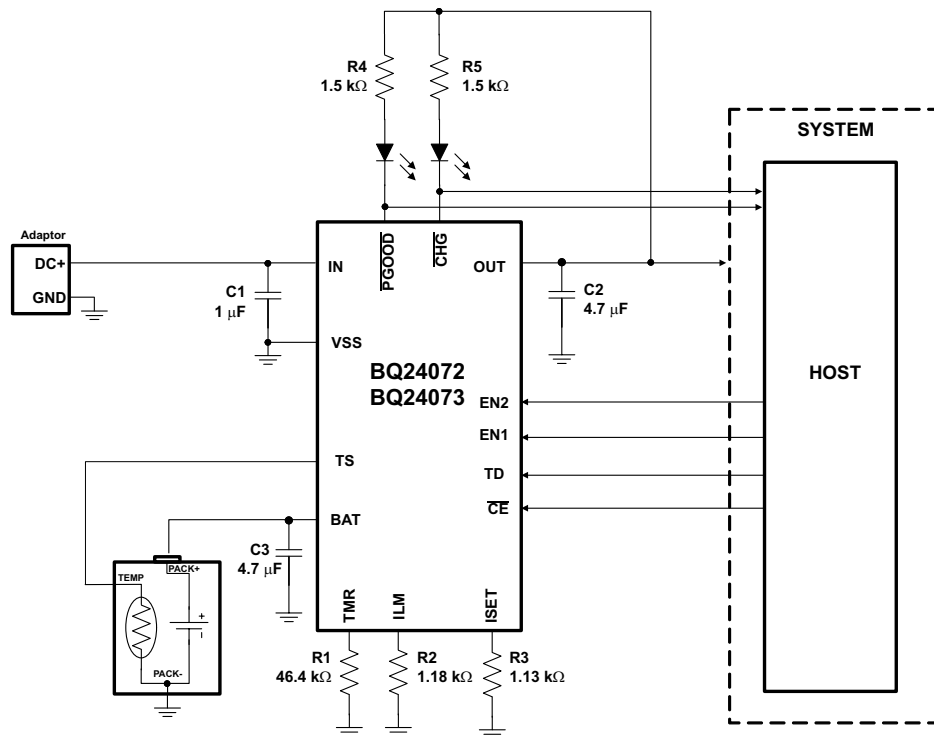 R4
1.5 kΩ
R5
1.5 kΩ
SYSTEM
Adaptor
DC+
GND
C1
1 μF
IN
PGOOD
CHG
OUT
C2
4.7 μF
VSS
BQ24072
BQ24073
HOST
EN2
EN1
TS
TD
BAT
CE
C3
4.7 μF
TEMP
PACK+
+
−
PACK-
TMR
ILM
ISET
R1
46.4 kΩ
R2
1.18 kΩ
R3
1.13 kΩ